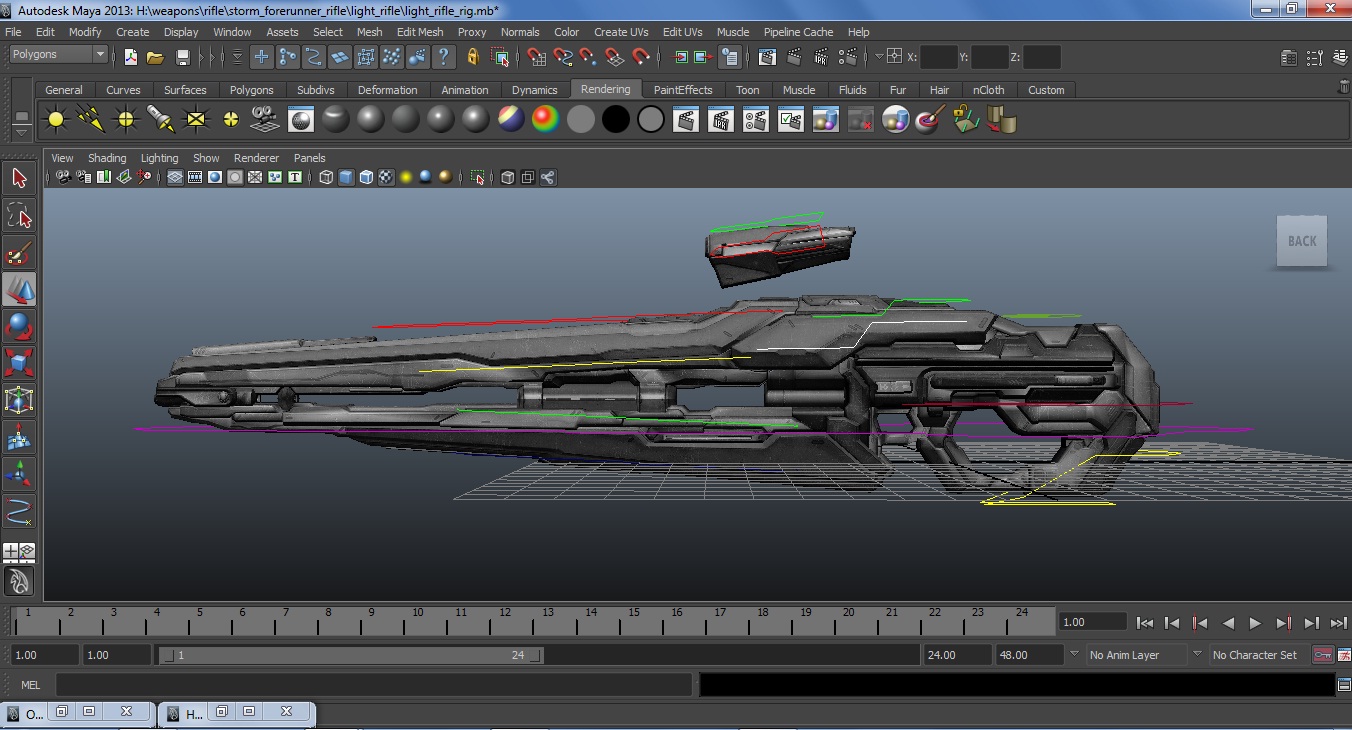 Autodesk Maya 2013: H:\weapons\rifle\storm_forerunner_rifle\light_rifle\light_rifle_rig.mb*
File Edit Modify Create Display Window Assets Select Mesh Edit Mesh Proxy Normals Color Create UVs Edit UVs Muscle Pipeline Cache Help
Polygons ? X: Y: Z:
General Curves Surfaces Polygons Subdivs Deformation Animation Dynamics Rendering PaintEffects Toon Muscle Fluids Fur Hair nCloth Custom
View Shading Lighting Show Renderer Panels
T
BACK
1 2 3 4 5 6 7 8 9 10 11 12 13 14 15 16 17 18 19 20 21 22 23 24 1.00
1.00 1.00 1 24 24.00 48.00 No Anim Layer No Character Set
MEL
O... H...